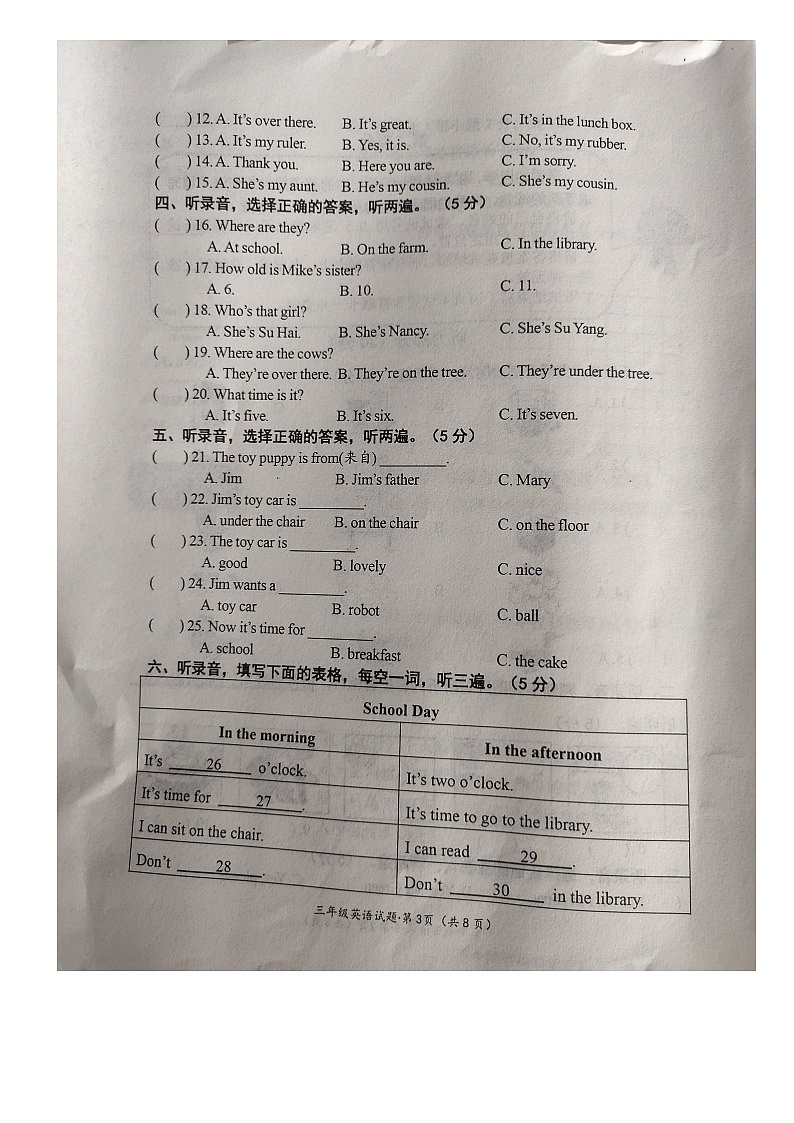 ( ) 12. A. It's over there. B. It's great. C. It's in the lunch box.
( ) 13. A. It's my ruler. B. Yes, it is. C. No, it's my rubber.
( ) 14. A. Thank you. B. Here you are. C. I'm sorry.
( ) 15. A. She's my aunt. B. He's my cousin. C. She's my cousin.
四、听录音，选择正确的答案，听两遍。（5 分）
( ) 16. Where are they?
A. At school. B. On the farm. C. In the library.
( ) 17. How old is Mike's sister?
A. 6. B. 10. C. 11.
( ) 18. Who's that girl?
A. She's Su Hai. B. She's Nancy. C. She's Su Yang.
( ) 19. Where are the cows?
A. They're over there. B. They're on the tree. C. They're under the tree.
( ) 20. What time is it?
A. It's five. B. It's six. C. It's seven.
五、听录音，选择正确的答案，听两遍。（5 分）
( ) 21. The toy puppy is from(来自) ________.
A. Jim B. Jim's father C. Mary
( ) 22. Jim's toy car is ________.
A. under the chair B. on the chair C. on the floor
( ) 23. The toy car is ________.
A. good B. lovely C. nice
( ) 24. Jim wants a ________.
A. toy car B. robot C. ball
( ) 25. Now it's time for ________.
A. school B. breakfast C. the cake
六、听录音，填写下面的表格，每空一词，听三遍。（5 分）
School Day
In the morning In the afternoon
It's ___26___ o'clock. It's two o'clock.
It's time for ___27___. It's time to go to the library.
I can sit on the chair. I can read ___29___.
Don't ___28___. Don't ___30___ in the library.
三年级英语试题·第 3 页（共 8 页）